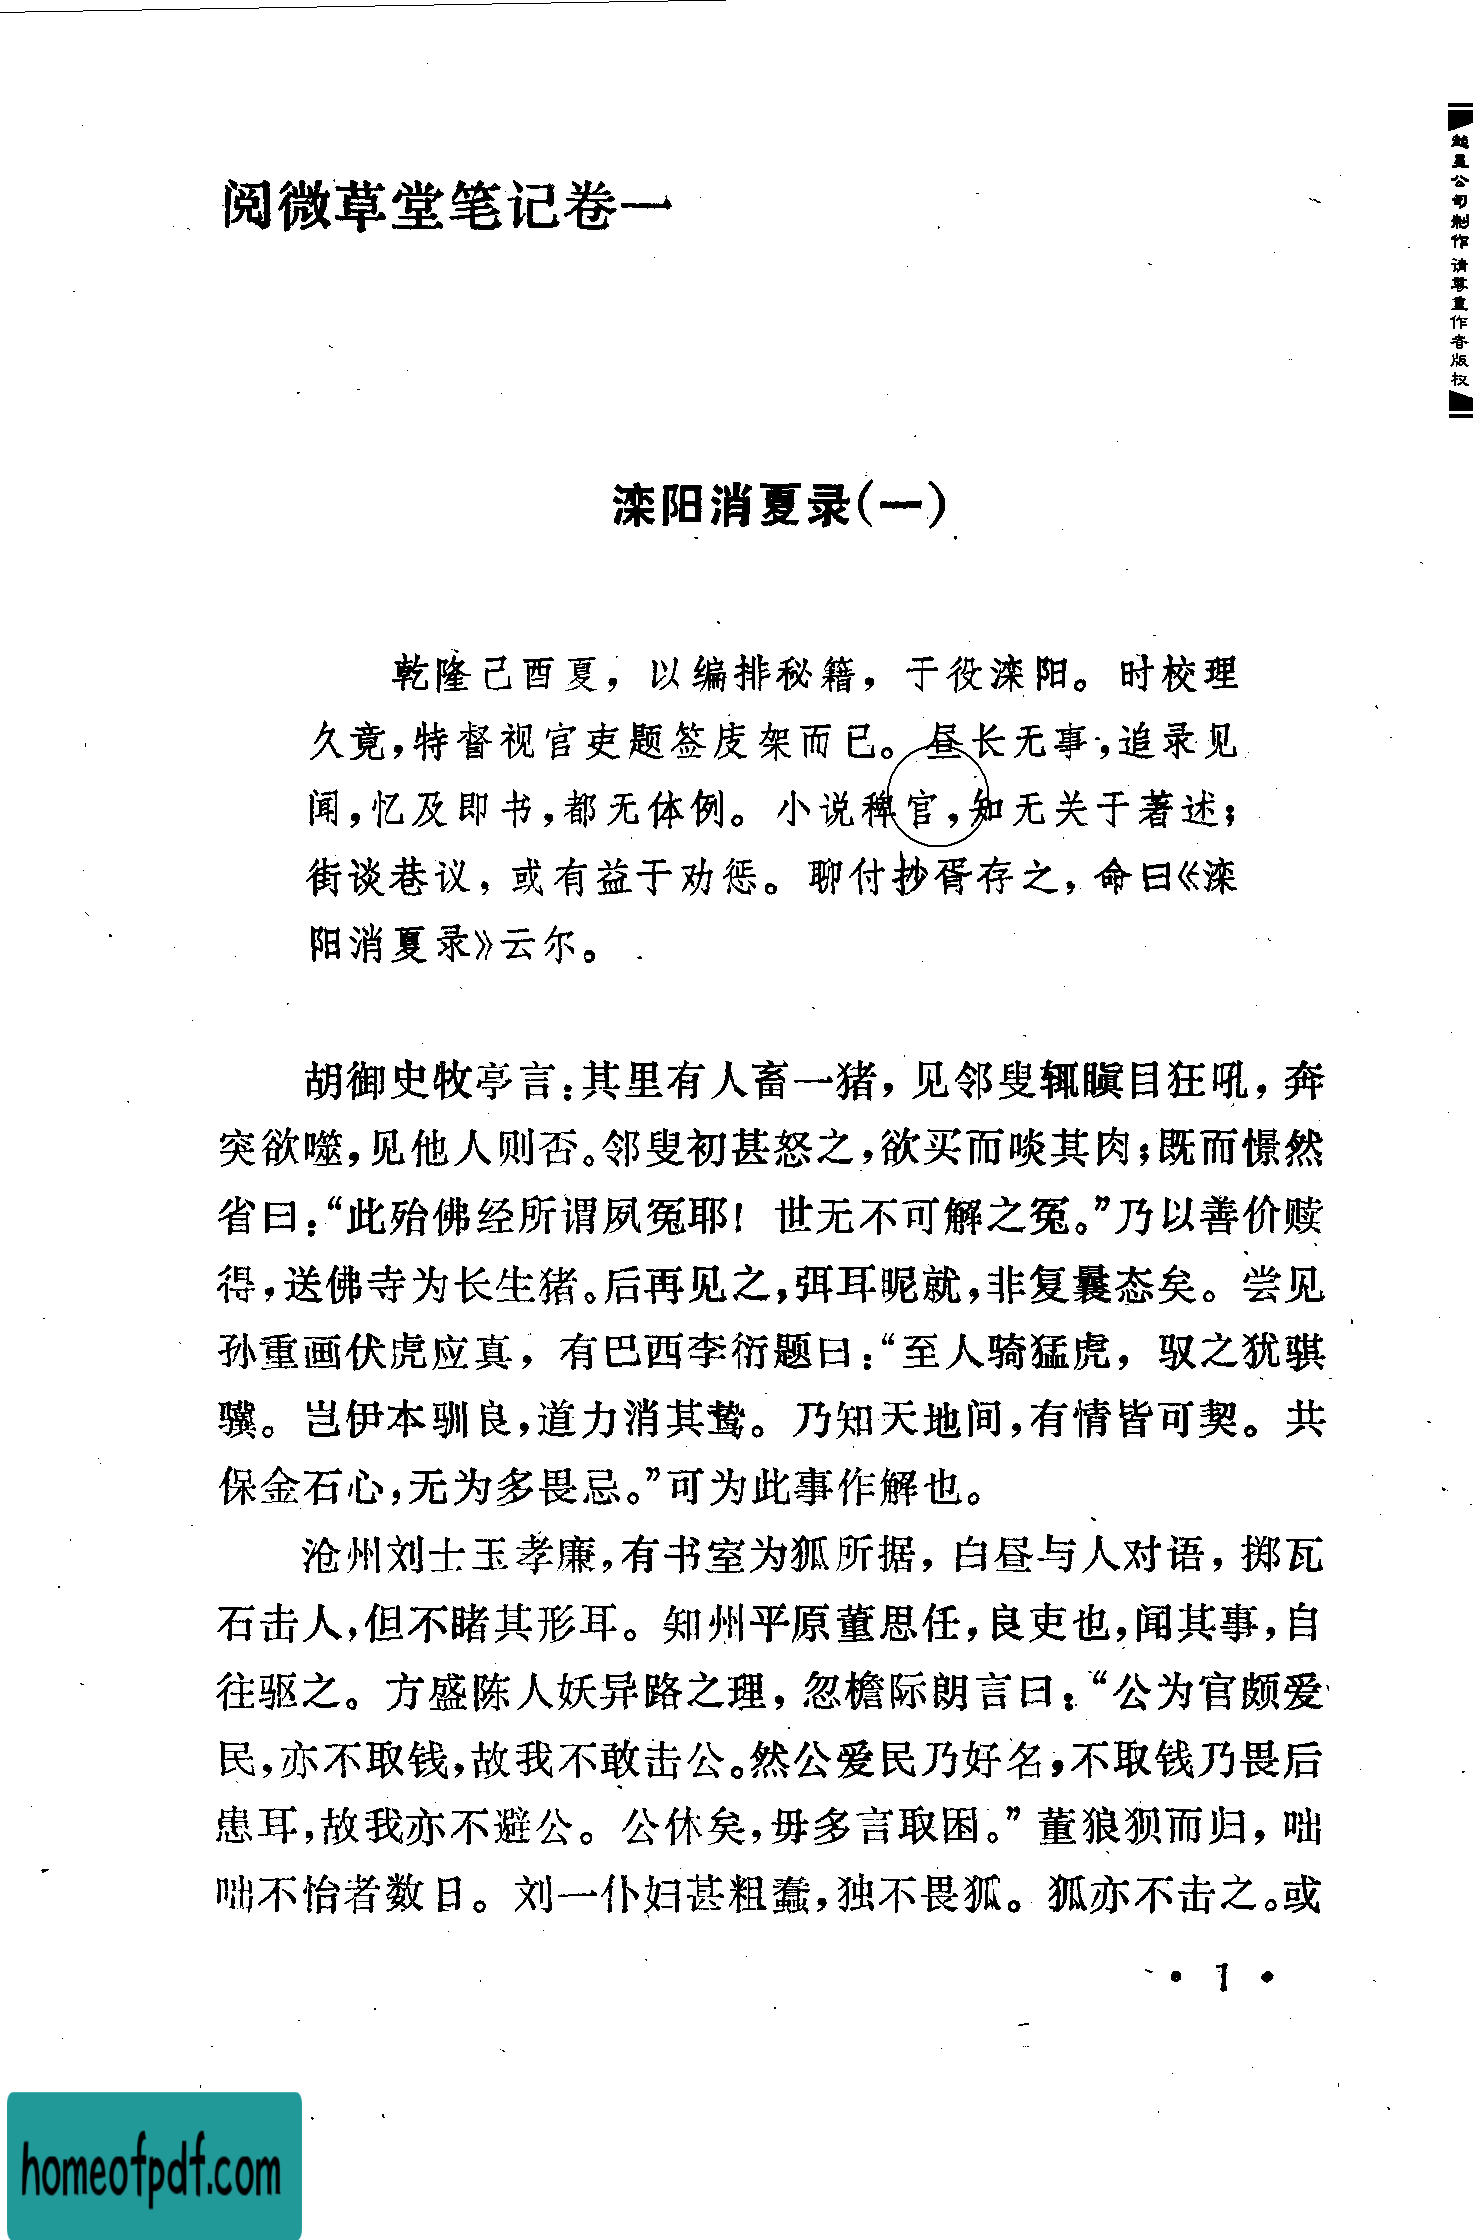 阅微草堂笔记卷一
滦阳消夏录(一)
乾隆己酉夏，以编排秘籍，于役滦阳。时校理
久竟，特督视官吏题签庋架而已。昼长无事，追录见
闻，忆及即书，都无体例。小说稗官，知无关于著述；
街谈巷议，或有益于劝惩。聊付抄胥存之，命曰《滦
阳消夏录》云尔。
胡御史牧亭言：其里有人畜一猪，见邻叟辄瞋目狂吼，奔
突欲噬，见他人则否。邻叟初甚怒之，欲买而啖其肉；既而憬然
省曰：“此殆佛经所谓夙冤耶！世无不可解之冤。”乃以善价赎
得，送佛寺为长生猪。后再见之，弭耳昵就，非复曩态矣。尝见
孙重画伏虎应真，有巴西李衍题曰：“至人骑猛虎，驭之犹骐
骥。岂伊本驯良，道力消其鸷。乃知天地间，有情皆可契。共
保金石心，无为多畏忌。”可为此事作解也。
沧州刘士玉孝廉，有书室为狐所据，白昼与人对语，掷瓦
石击人，但不睹其形耳。知州平原董思任，良吏也，闻其事，自
往驱之。方盛陈人妖异路之理，忽檐际朗言曰：“公为官颇爱
民，亦不取钱，故我不敢击公。然公爱民乃好名，不取钱乃畏后
患耳，故我亦不避公。公休矣，毋多言取困。”董狼狈而归，咄
咄不怡者数日。刘一仆妇甚粗蠢，独不畏狐。狐亦不击之。或
• 1 •
超星公司制作 请尊重作者版权
homeofpdf.com